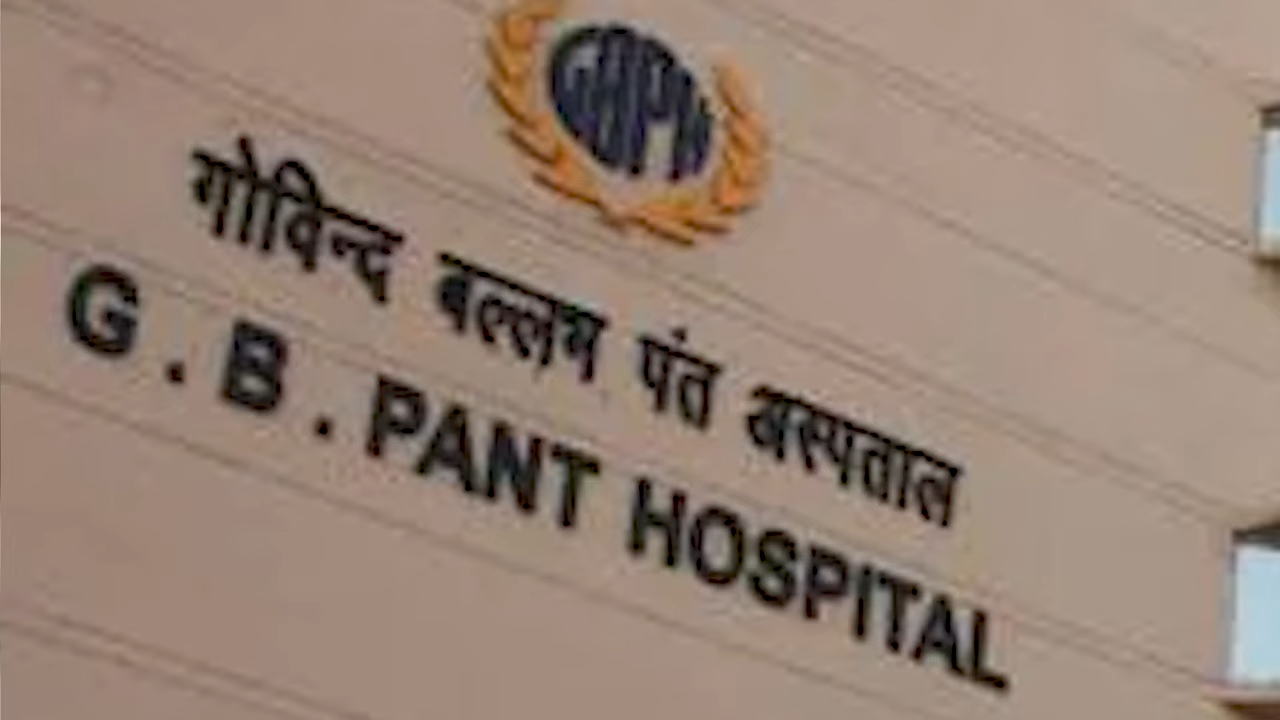 गोविन्द बल्लभ पंत अस्पताल
G . B . PANT HOSPITAL